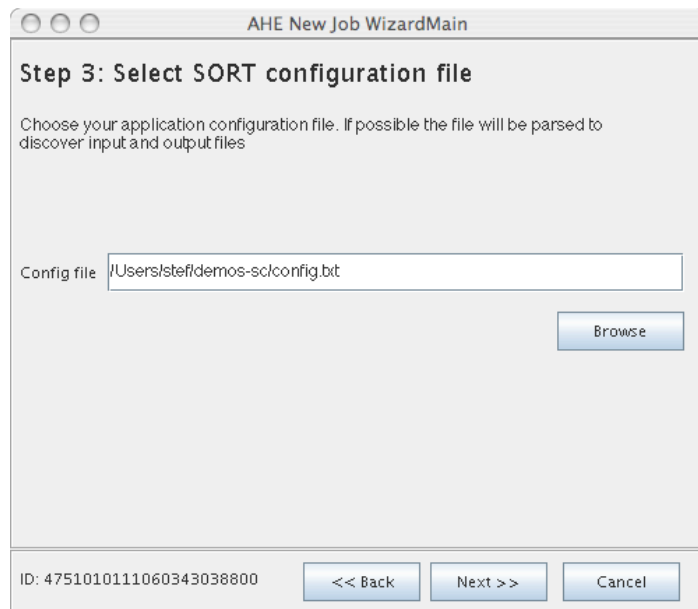 AHE New Job WizardMain
Step 3: Select SORT configuration file
Choose your application configuration file. If possible the file will be parsed to
discover input and output files
Config file /Users/stef/demos-sc/config.txt
Browse
ID: 4751010111060343038800 << Back Next >> Cancel